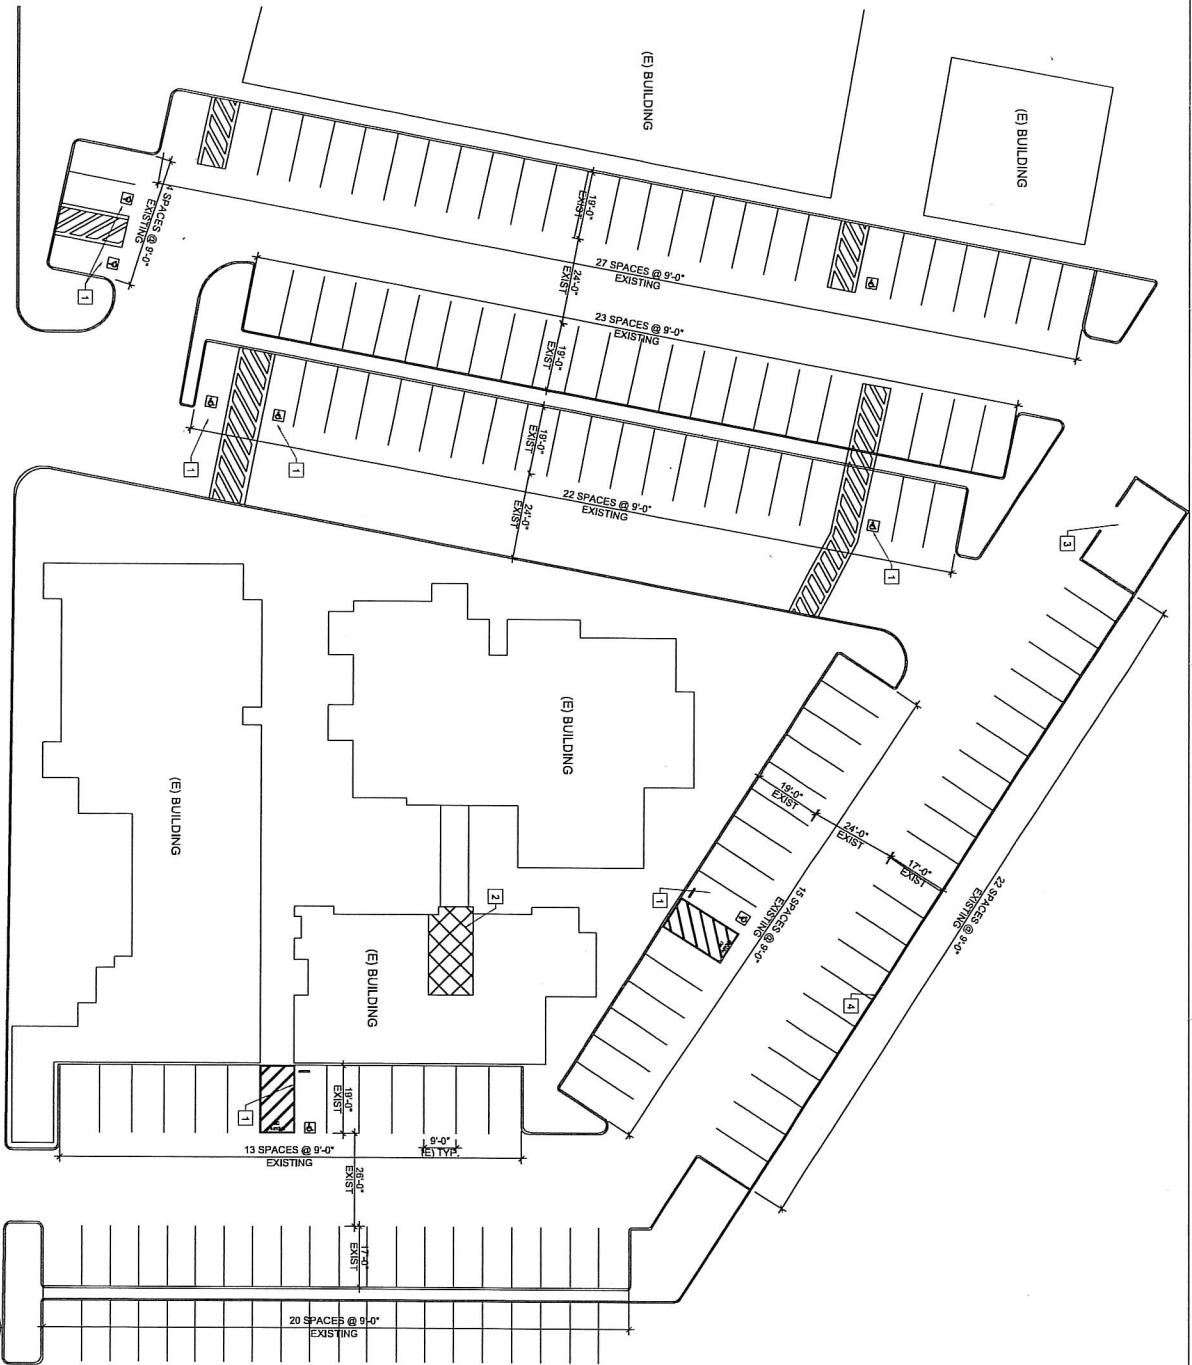 (E) BUILDING
(E) BUILDING
4 SPACES @ 9'-0"
EXISTING
1
19'-0"
EXIST
27 SPACES @ 9'-0"
EXISTING
24'-0"
EXIST
23 SPACES @ 9'-0"
EXISTING
19'-0"
EXIST
1
1
19'-0"
EXIST
22 SPACES @ 9'-0"
EXISTING
24'-0"
EXIST
1
3
(E) BUILDING
(E) BUILDING
19'-0"
EXIST
24'-0"
EXIST
17'-0"
EXIST
22 SPACES @ 9'-0"
EXISTING
15 SPACES @ 9'-0"
EXISTING
1
2
4
(E) BUILDING
1
19'-0"
EXIST
9'-0"
(E) TYP.
13 SPACES @ 9'-0"
EXISTING
26'-0"
EXIST
17'-0"
EXIST
20 SPACES @ 9'-0"
EXISTING